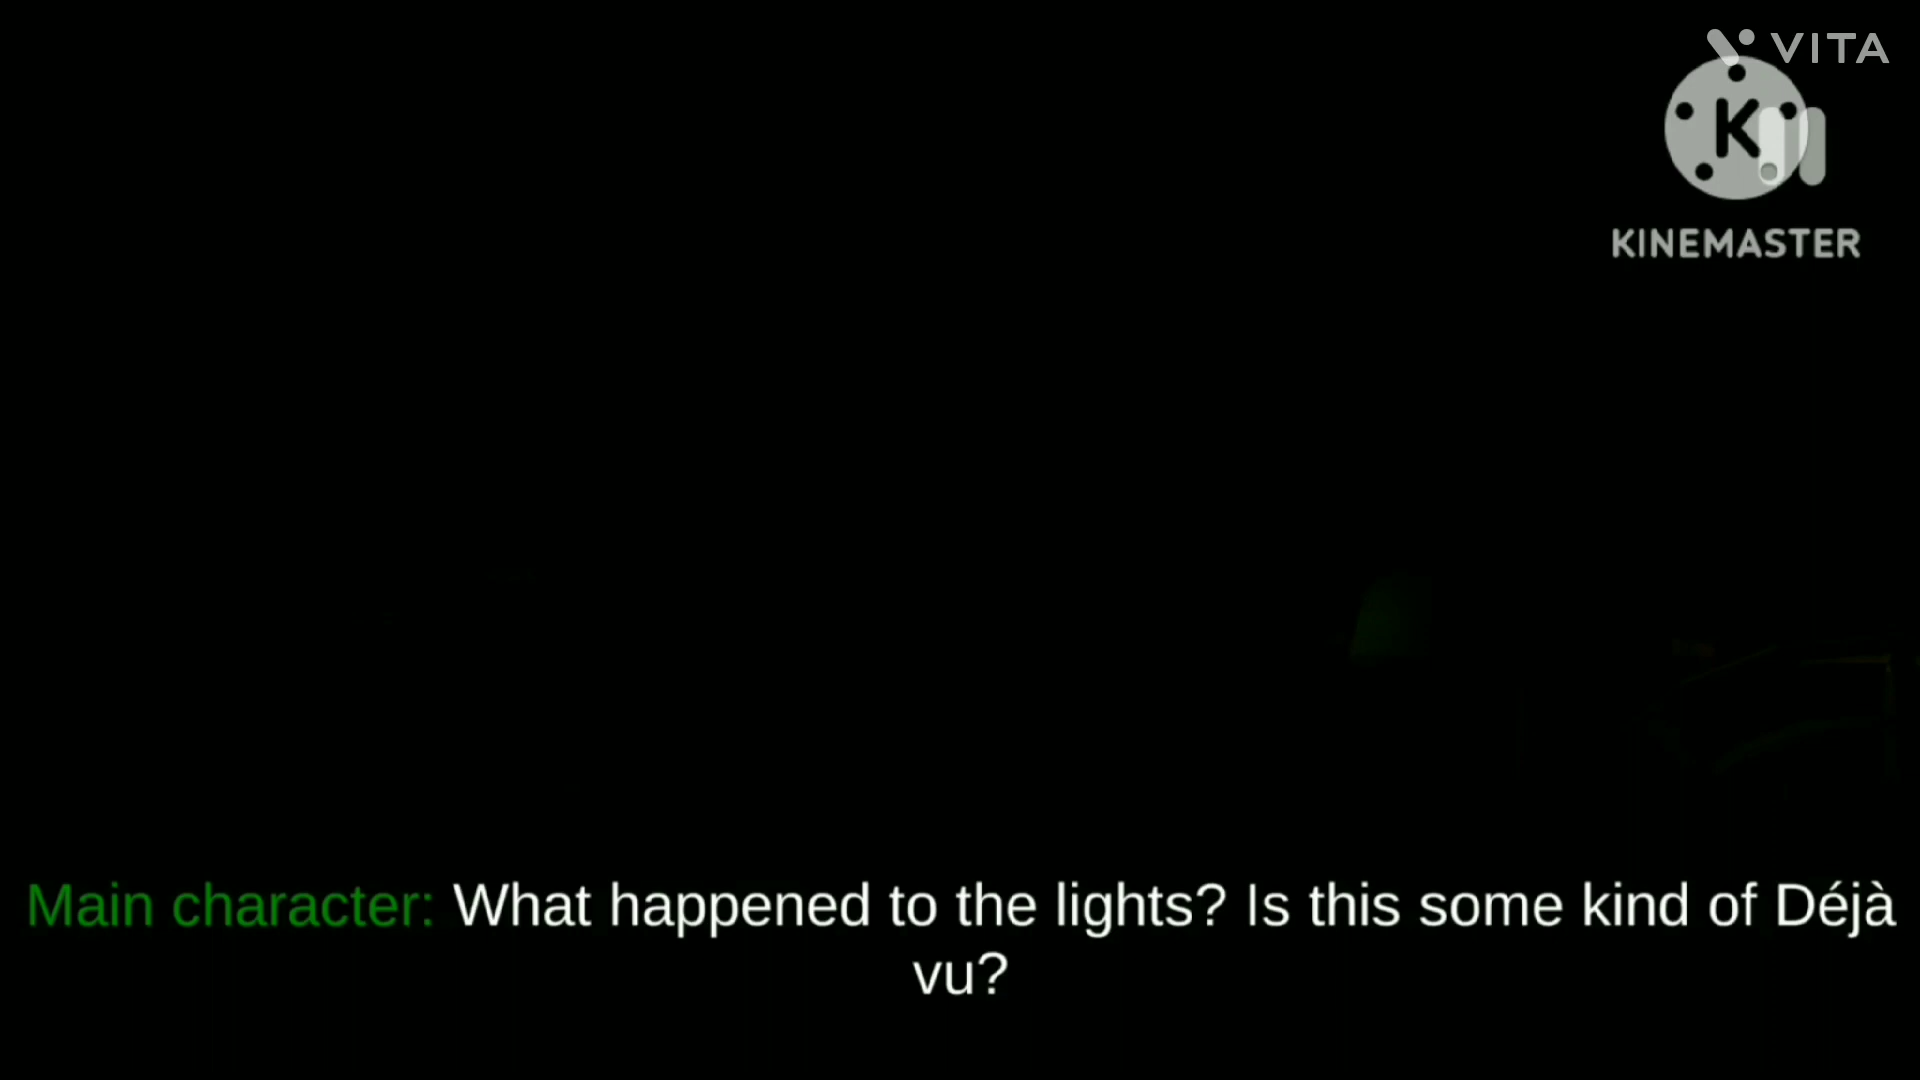 VITA
K
KINEMASTER
Main character: What happened to the lights? Is this some kind of Déjà
vu?